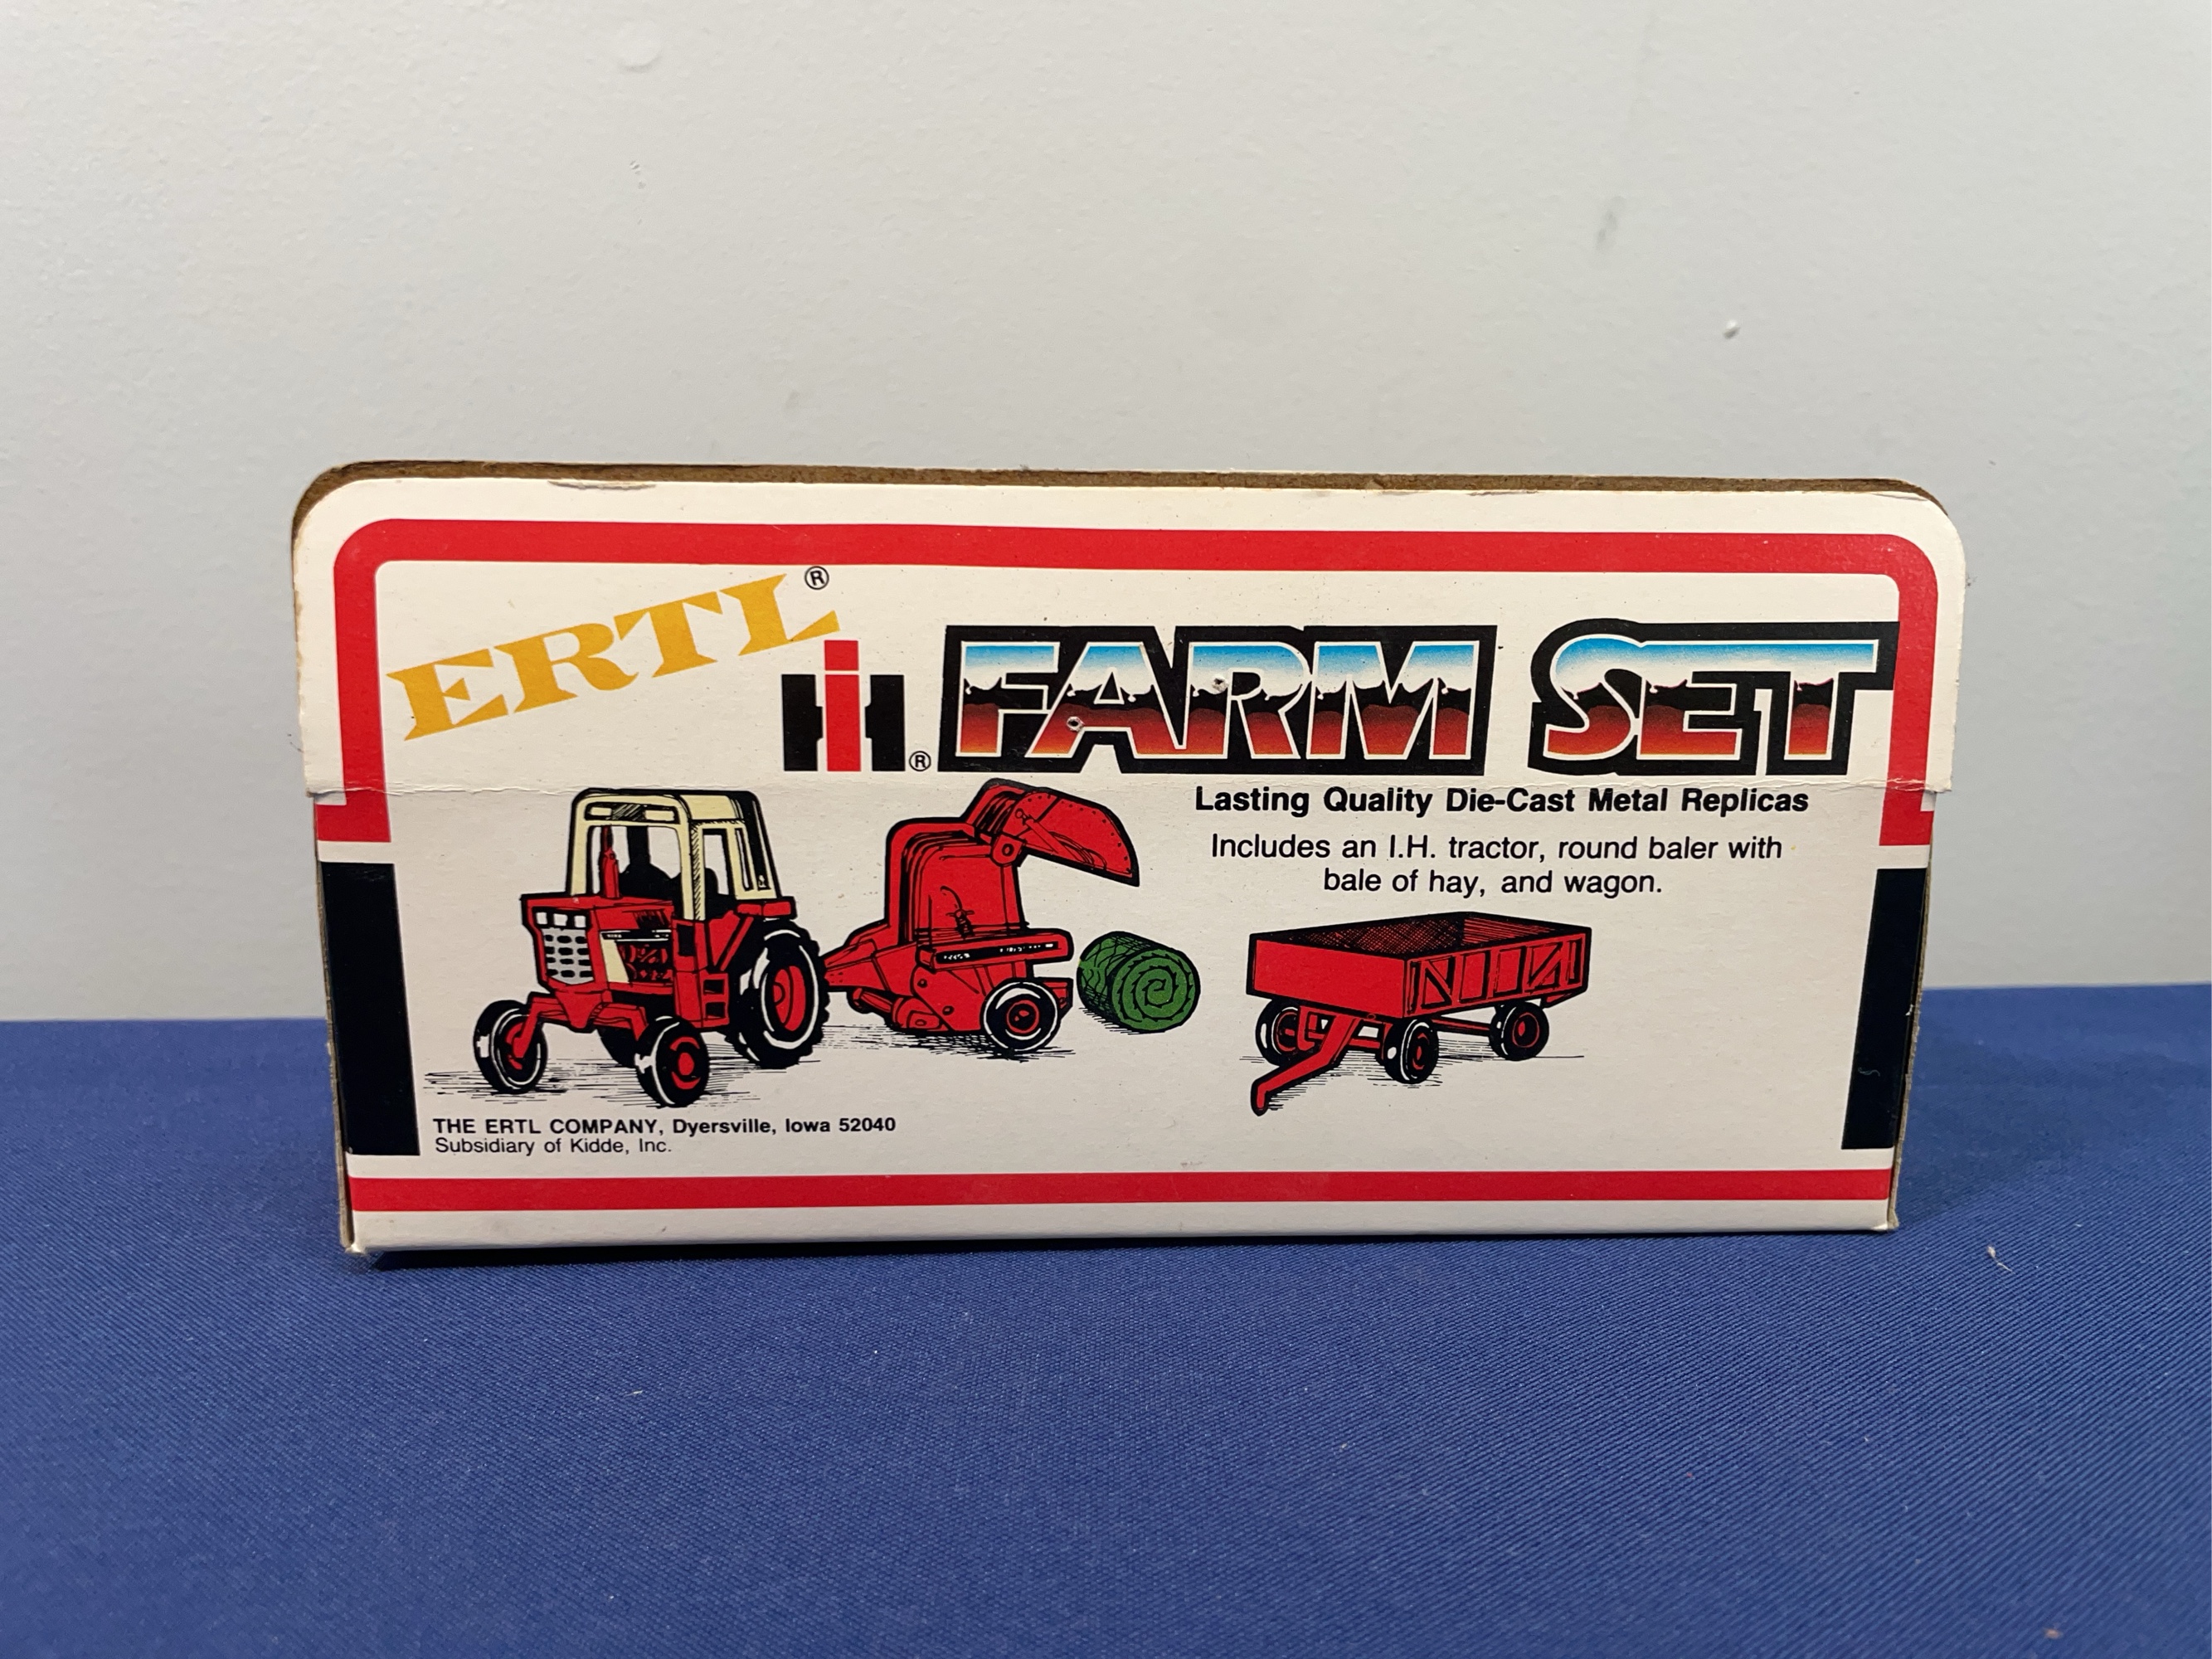 ERTL®
IH® FARM SET
Lasting Quality Die-Cast Metal Replicas
Includes an I.H. tractor, round baler with
bale of hay, and wagon.
THE ERTL COMPANY, Dyersville, Iowa 52040
Subsidiary of Kidde, Inc.